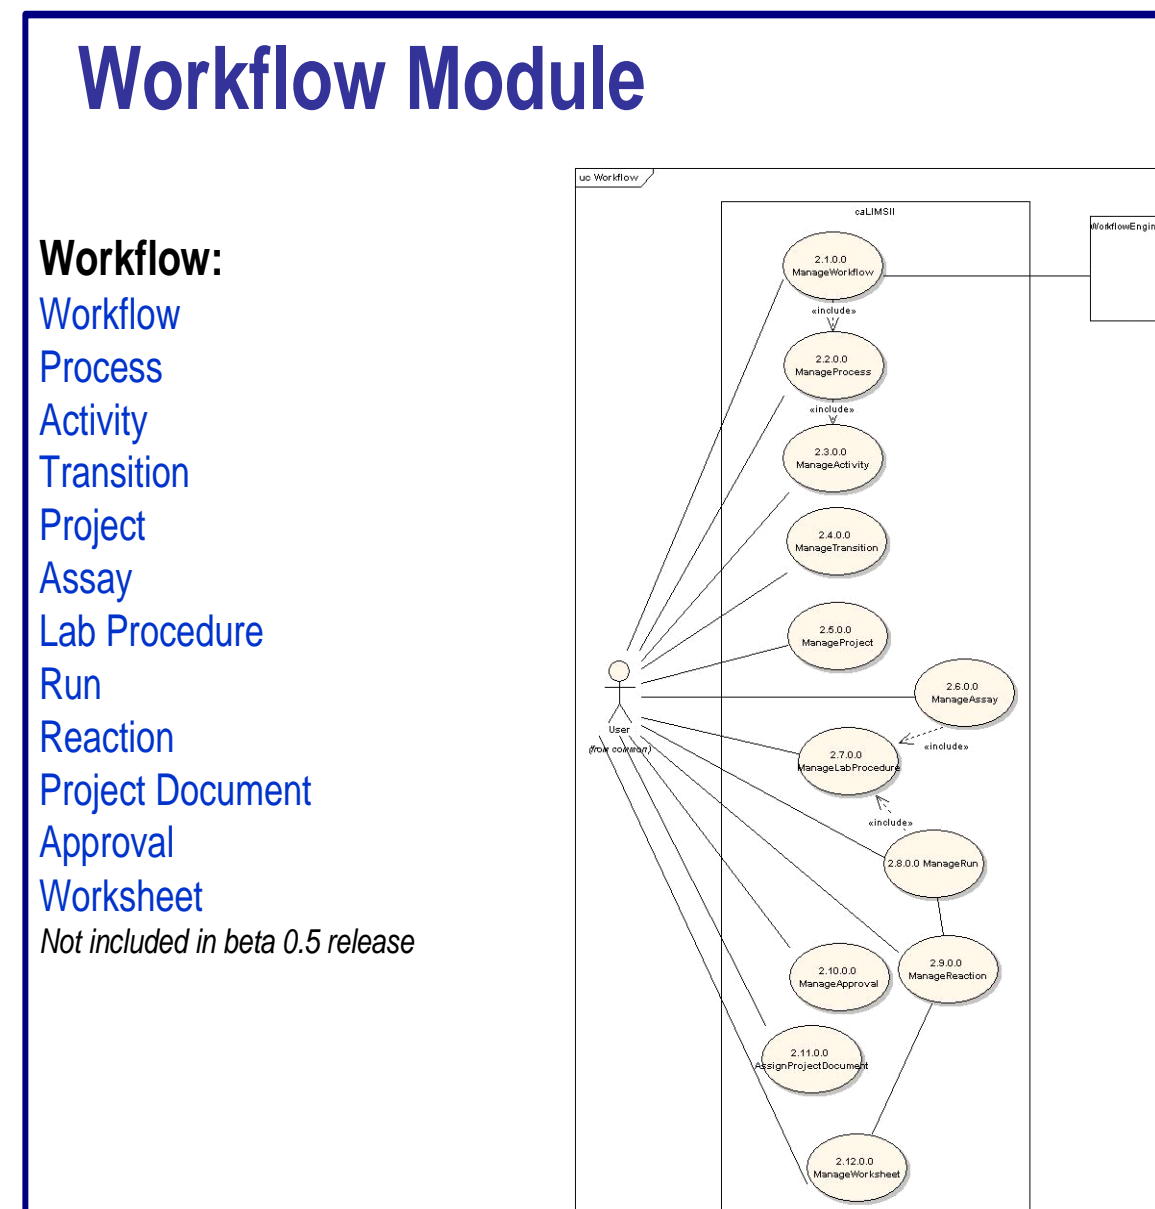 Workflow Module
Workflow:
Workflow
Process
Activity
Transition
Project
Assay
Lab Procedure
Run
Reaction
Project Document
Approval
Worksheet
Not included in beta 0.5 release
uc Workflow
caLIMSII
WorkflowEngin
2.1.0.0
ManageWorkflow
«include»
2.2.0.0
ManageProcess
«include»
2.3.0.0
ManageActivity
2.4.0.0
ManageTransition
2.5.0.0
ManageProject
2.6.0.0
ManageAssay
User
(from common)
«include»
2.7.0.0
ManageLabProcedure
«include»
2.8.0.0 ManageRun
2.9.0.0
ManageReaction
2.10.0.0
ManageApproval
2.11.0.0
AssignProjectDocument
2.12.0.0
ManageWorksheet